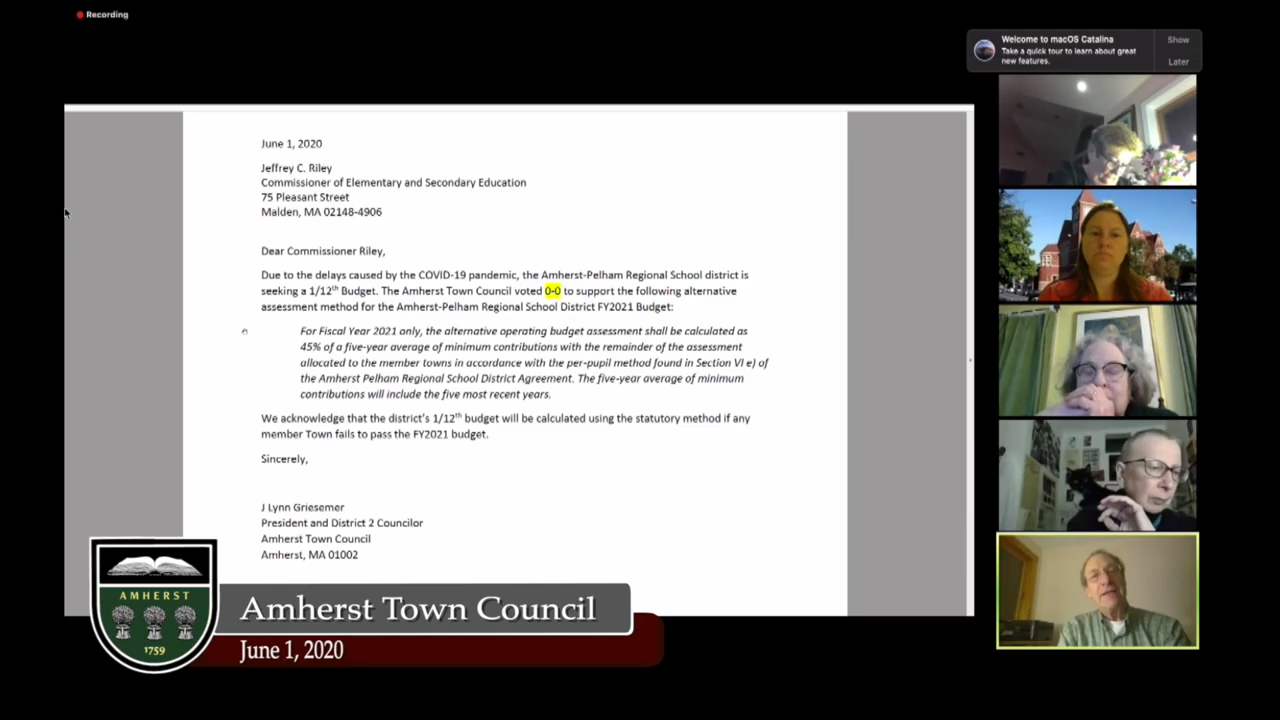 Recording
Welcome to macOS Catalina
Take a quick tour to learn about great
new features.
Show
Later
June 1, 2020
Jeffrey C. Riley
Commissioner of Elementary and Secondary Education
75 Pleasant Street
Malden, MA 02148-4906
Dear Commissioner Riley,
Due to the delays caused by the COVID-19 pandemic, the Amherst-Pelham Regional School district is
seeking a 1/12th Budget. The Amherst Town Council voted 0-0 to support the following alternative
assessment method for the Amherst-Pelham Regional School District FY2021 Budget:
For Fiscal Year 2021 only, the alternative operating budget assessment shall be calculated as
45% of a five-year average of minimum contributions with the remainder of the assessment
allocated to the member towns in accordance with the per-pupil method found in Section VI e) of
the Amherst Pelham Regional School District Agreement. The five-year average of minimum
contributions will include the five most recent years.
We acknowledge that the district's 1/12th budget will be calculated using the statutory method if any
member Town fails to pass the FY2021 budget.
Sincerely,
J Lynn Griesemer
President and District 2 Councilor
Amherst Town Council
Amherst, MA 01002
AMHERST
1759
Amherst Town Council
June 1, 2020